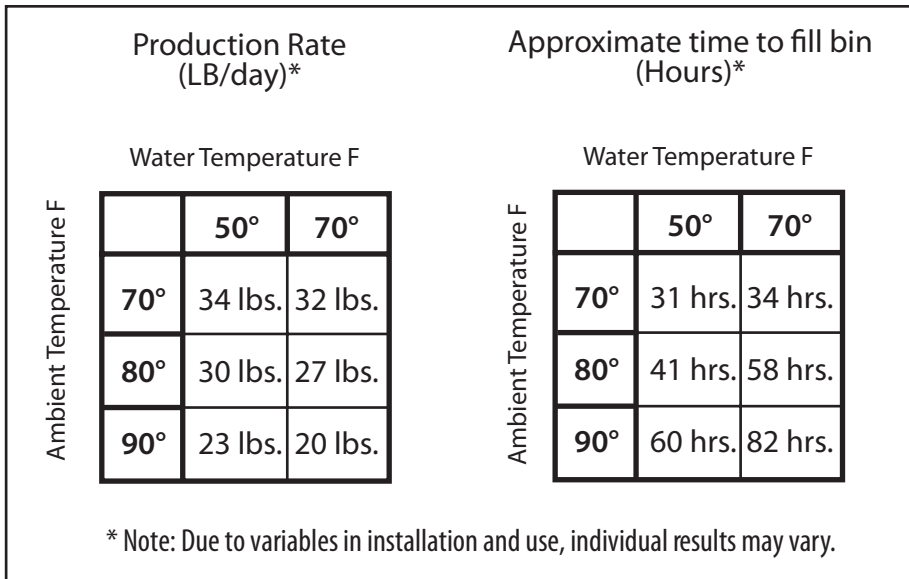 Production Rate
(LB/day)*
Water Temperature F
Ambient Temperature F
50° 70°
70° 34 lbs. 32 lbs.
80° 30 lbs. 27 lbs.
90° 23 lbs. 20 lbs.
Approximate time to fill bin
(Hours)*
Water Temperature F
Ambient Temperature F
50° 70°
70° 31 hrs. 34 hrs.
80° 41 hrs. 58 hrs.
90° 60 hrs. 82 hrs.
* Note: Due to variables in installation and use, individual results may vary.